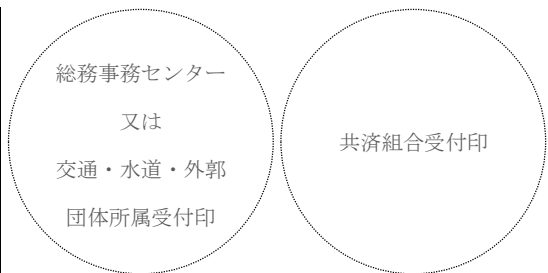 総務事務センター
又は
交通・水道・外郭
団体所属受付印
共済組合受付印